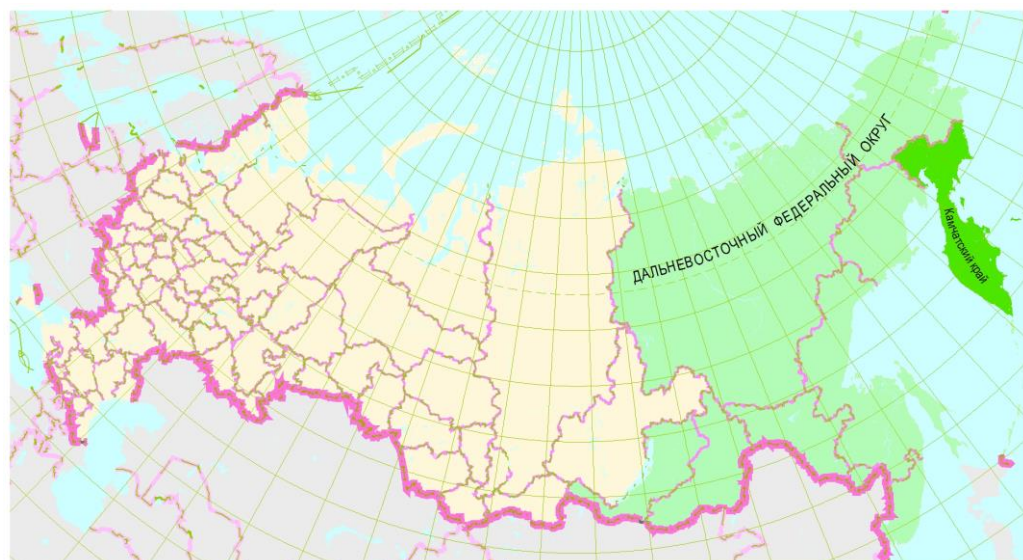 ДАЛЬНЕВОСТОЧНЫЙ ФЕДЕРАЛЬНЫЙ ОКРУГ
Камчатский край